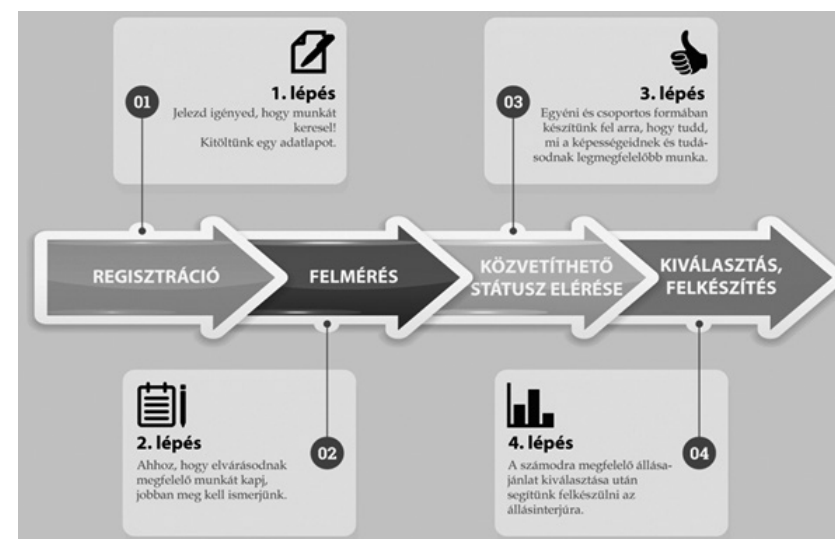 01
1. lépés
Jelezd igényed, hogy munkát
keresel!
Kitöltünk egy adatlapot.
03
3. lépés
Egyéni és csoportos formában
készítünk fel arra, hogy tudd,
mi a képességeidnek és tudá-
sodnak legmegfelelőbb munka.
REGISZTRÁCIÓ
FELMÉRÉS
KÖZVETÍTHETŐ
STÁTUSZ ELÉRÉSE
KIVÁLASZTÁS,
FELKÉSZÍTÉS
2. lépés
Ahhoz, hogy elvárásodnak
megfelelő munkát kapj,
jobban meg kell ismerjünk.
02
4. lépés
A számodra megfelelő állása-
jánlat kiválasztása után
segítünk felkészülni az
állásinterjúra.
04